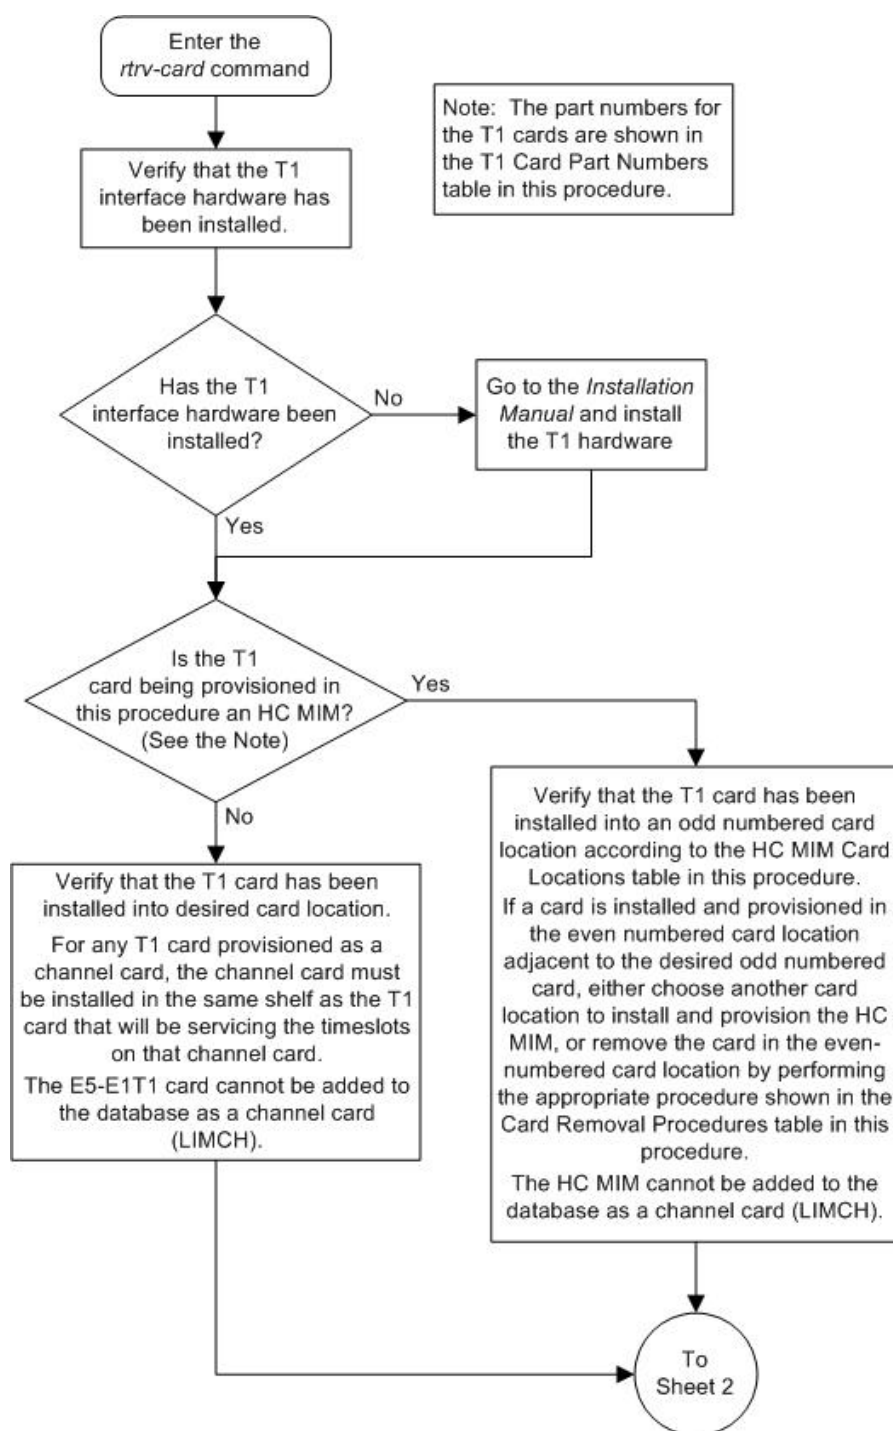 Enter the
rtrv-card command
Note: The part numbers for
the T1 cards are shown in
the T1 Card Part Numbers
table in this procedure.
Verify that the T1
interface hardware has
been installed.
Has the T1
interface hardware been
installed?
No
Go to the Installation
Manual and install
the T1 hardware
Yes
Is the T1
card being provisioned in
this procedure an HC MIM?
(See the Note)
Yes
No
Verify that the T1 card has been
installed into desired card location.
For any T1 card provisioned as a
channel card, the channel card must
be installed in the same shelf as the T1
card that will be servicing the timeslots
on that channel card.
The E5-E1T1 card cannot be added to
the database as a channel card
(LIMCH).
Verify that the T1 card has been
installed into an odd numbered card
location according to the HC MIM Card
Locations table in this procedure.
If a card is installed and provisioned in
the even numbered card location
adjacent to the desired odd numbered
card, either choose another card
location to install and provision the HC
MIM, or remove the card in the even-
numbered card location by performing
the appropriate procedure shown in the
Card Removal Procedures table in this
procedure.
The HC MIM cannot be added to the
database as a channel card (LIMCH).
To
Sheet 2